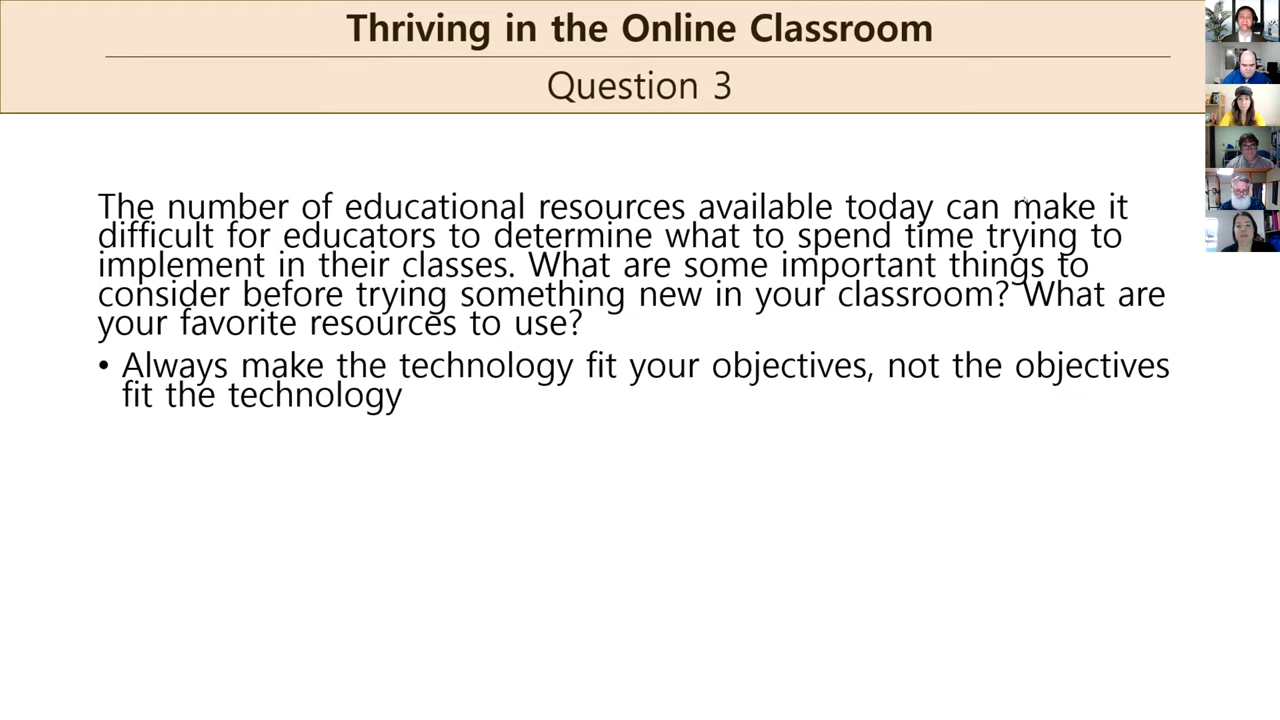 Thriving in the Online Classroom
Question 3
The number of educational resources available today can make it
difficult for educators to determine what to spend time trying to
implement in their classes. What are some important things to
consider before trying something new in your classroom? What are
your favorite resources to use?
• Always make the technology fit your objectives, not the objectives
fit the technology